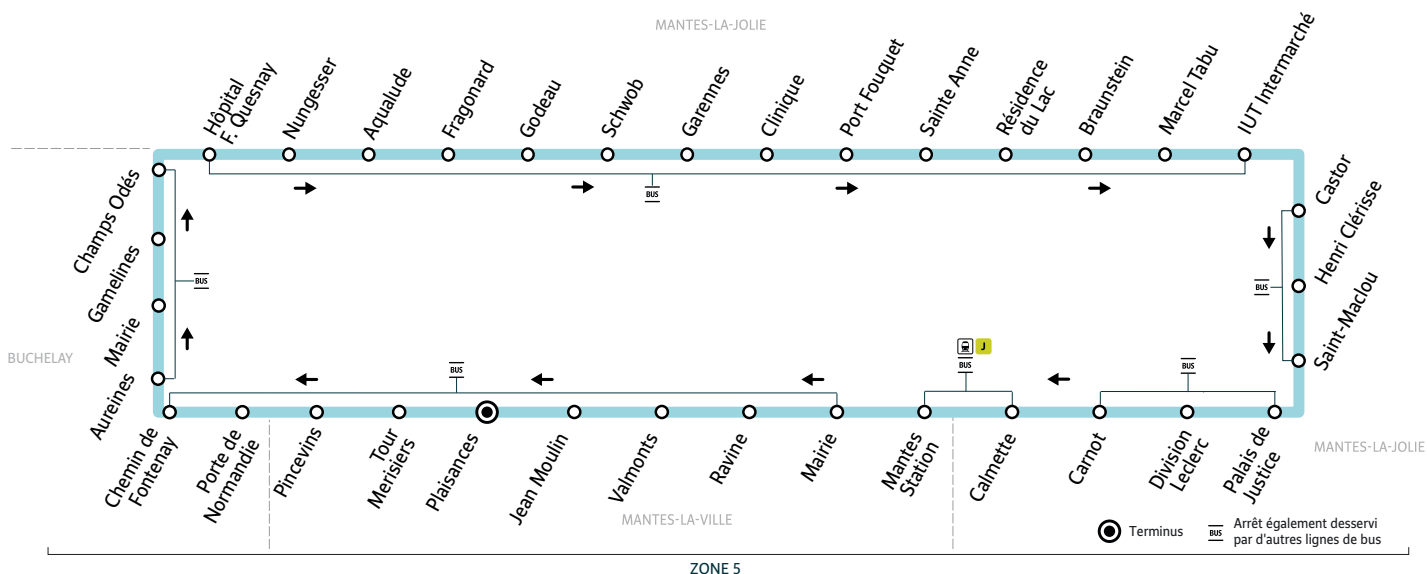 MANTES-LA-JOLIE
Hôpital
F. Quesnay
Nungesser
Aqualude
Fragonard
Godeau
Schwob
Garennes
Clinique
Port Fouquet
Sainte Anne
Résidence
du Lac
Braunstein
Marcel Tabu
IUT Intermarché
BUS
Castor
Henri Clérisse
Saint-Maclou
BUS
Champs Odés
Gamelines
Mairie
Aureines
BUS
BUCHELAY
BUS
J
BUS
BUS
Chemin de
Fontenay
Porte de
Normandie
Pincevins
Tour
Merisiers
Plaisances
Jean Moulin
Valmonts
Ravine
Mairie
Mantes
Station
Calmette
Carnot
Division
Leclerc
Palais de
Justice
MANTES-LA-JOLIE
MANTES-LA-VILLE
Terminus
BUS
Arrêt également desservi
par d'autres lignes de bus
ZONE 5